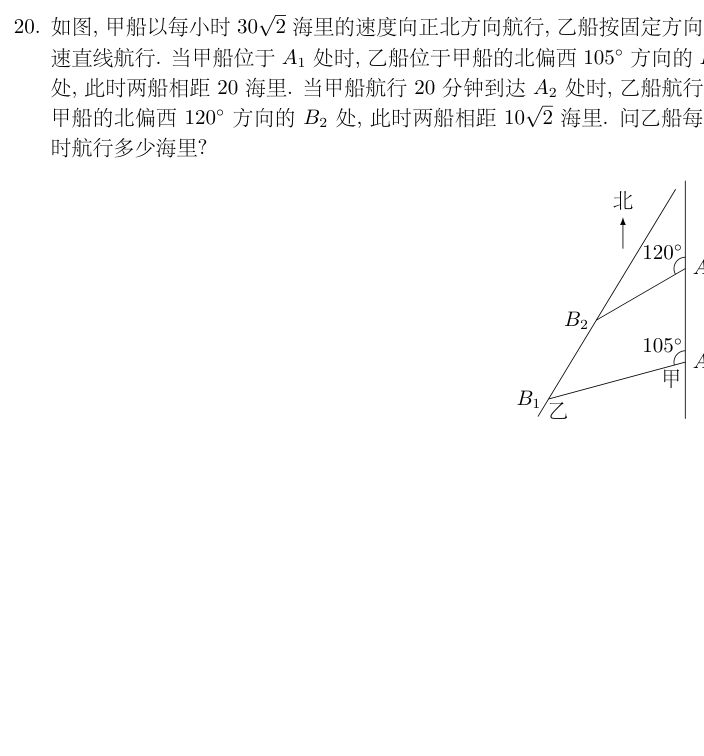 20. 如图, 甲船以每小时 30√2 海里的速度向正北方向航行, 乙船按固定方向
速直线航行. 当甲船位于 A₁ 处时, 乙船位于甲船的北偏西 105° 方向的
处, 此时两船相距 20 海里. 当甲船航行 20 分钟到达 A₂ 处时, 乙船航行
甲船的北偏西 120° 方向的 B₂ 处, 此时两船相距 10√2 海里. 问乙船每
时航行多少海里?
北
120°
B₂
105°
甲
B₁
乙